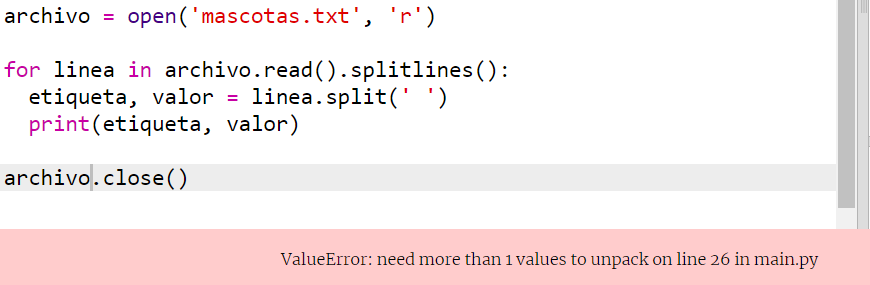 archivo = open('mascotas.txt', 'r')
for linea in archivo.read().splitlines():
  etiqueta, valor = linea.split(' ')
  print(etiqueta, valor)
archivo.close()
ValueError: need more than 1 values to unpack on line 26 in main.py